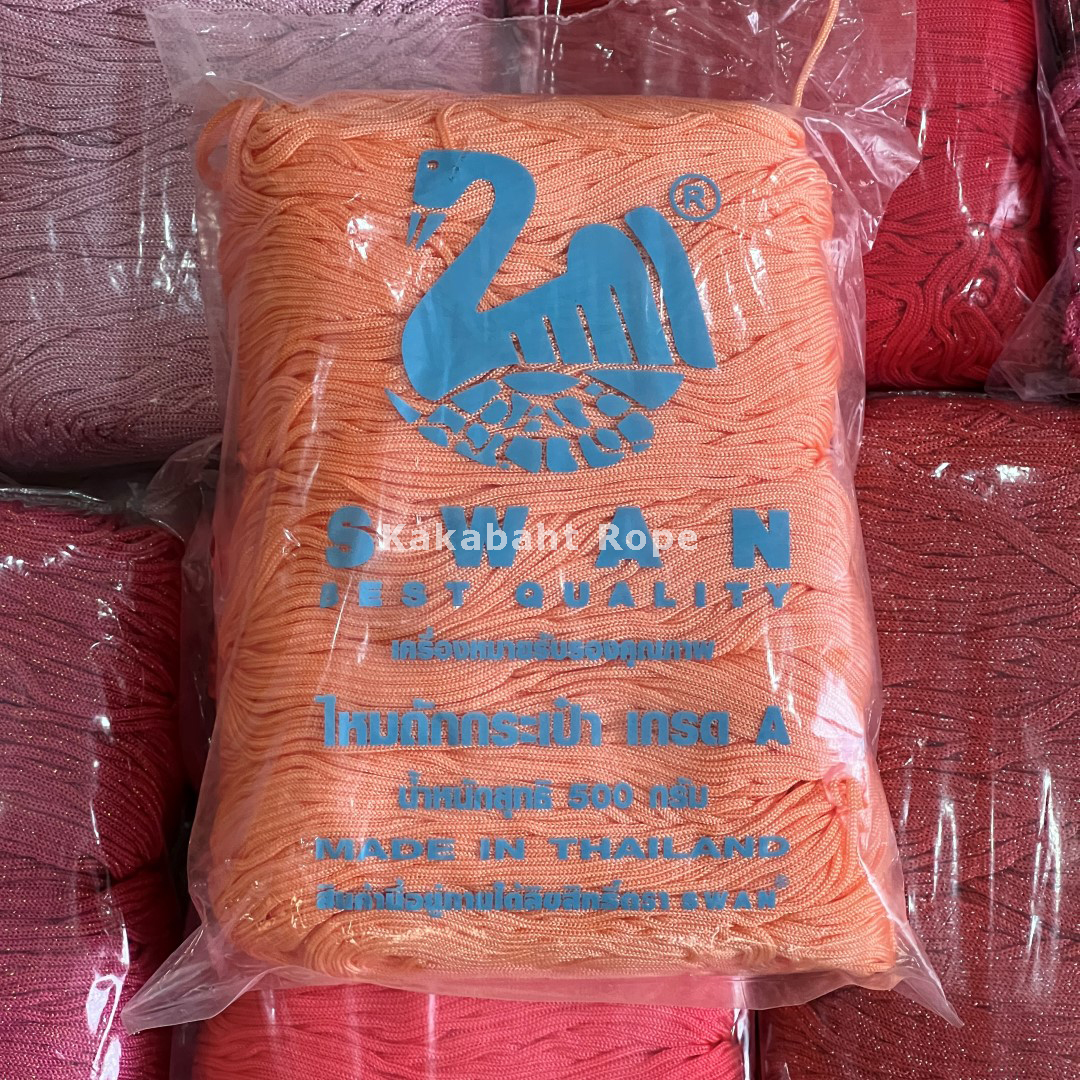 ®
SWAN
Kakabaht Rope
BEST QUALITY
เครื่องหมายรับรองคุณภาพ
ไหมถักกระเป๋า เกรด A
น้ำหนักสุทธิ 500 กรัม
MADE IN THAILAND
สินค้านี้อยู่ภายใต้ลิขสิทธิ์ตรา SWAN®